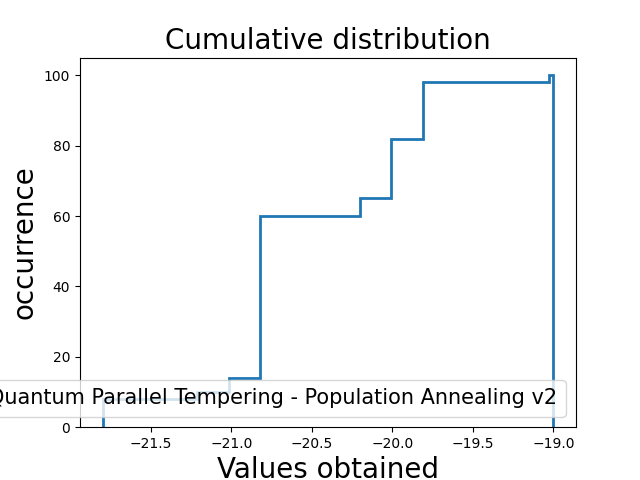 Cumulative distribution
occurrence
100
80
60
40
20
0
Quantum Parallel Tempering - Population Annealing v2
−21.5 −21.0 −20.5 −20.0 −19.5 −19.0
Values obtained